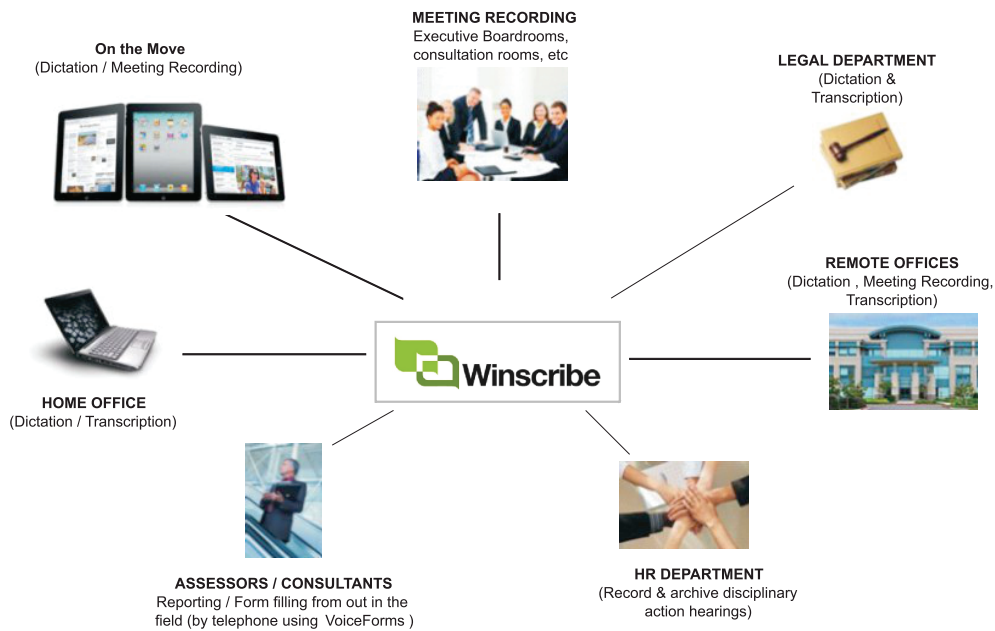 MEETING RECORDING
Executive Boardrooms,
consultation rooms, etc
On the Move
(Dictation / Meeting Recording)
LEGAL DEPARTMENT
(Dictation &
Transcription)
REMOTE OFFICES
(Dictation , Meeting Recording,
Transcription)
Winscribe
HOME OFFICE
(Dictation / Transcription)
HR DEPARTMENT
(Record & archive disciplinary
action hearings)
ASSESSORS / CONSULTANTS
Reporting / Form filling from out in the
field (by telephone using VoiceForms )